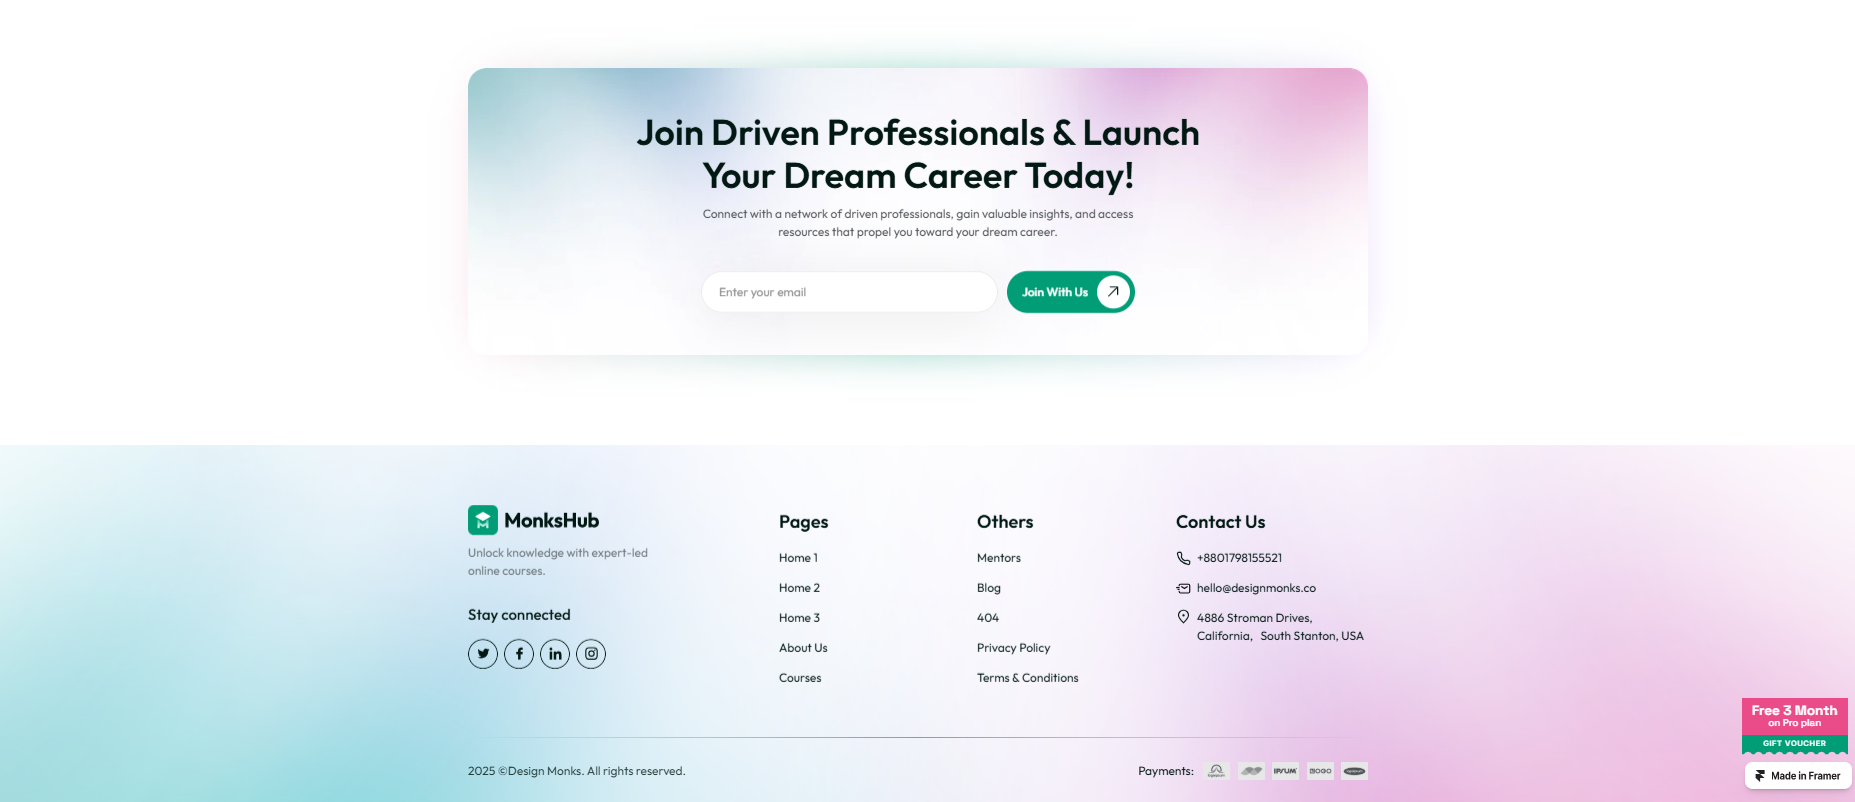 Join Driven Professionals & Launch
Your Dream Career Today!
Connect with a network of driven professionals, gain valuable insights, and access
resources that propel you toward your dream career.
Enter your email
Join With Us
MonksHub
Unlock knowledge with expert-led
online courses.
Stay connected
Pages
Home 1
Home 2
Home 3
About Us
Courses
Others
Mentors
Blog
404
Privacy Policy
Terms & Conditions
Contact Us
+8801798155521
hello@designmonks.co
4886 Stroman Drives,
California, South Stanton, USA
2025 ©Design Monks. All rights reserved.
Payments:
IPSUM
Free 3 Month
on Pro plan
GIFT VOUCHER
Made in Framer